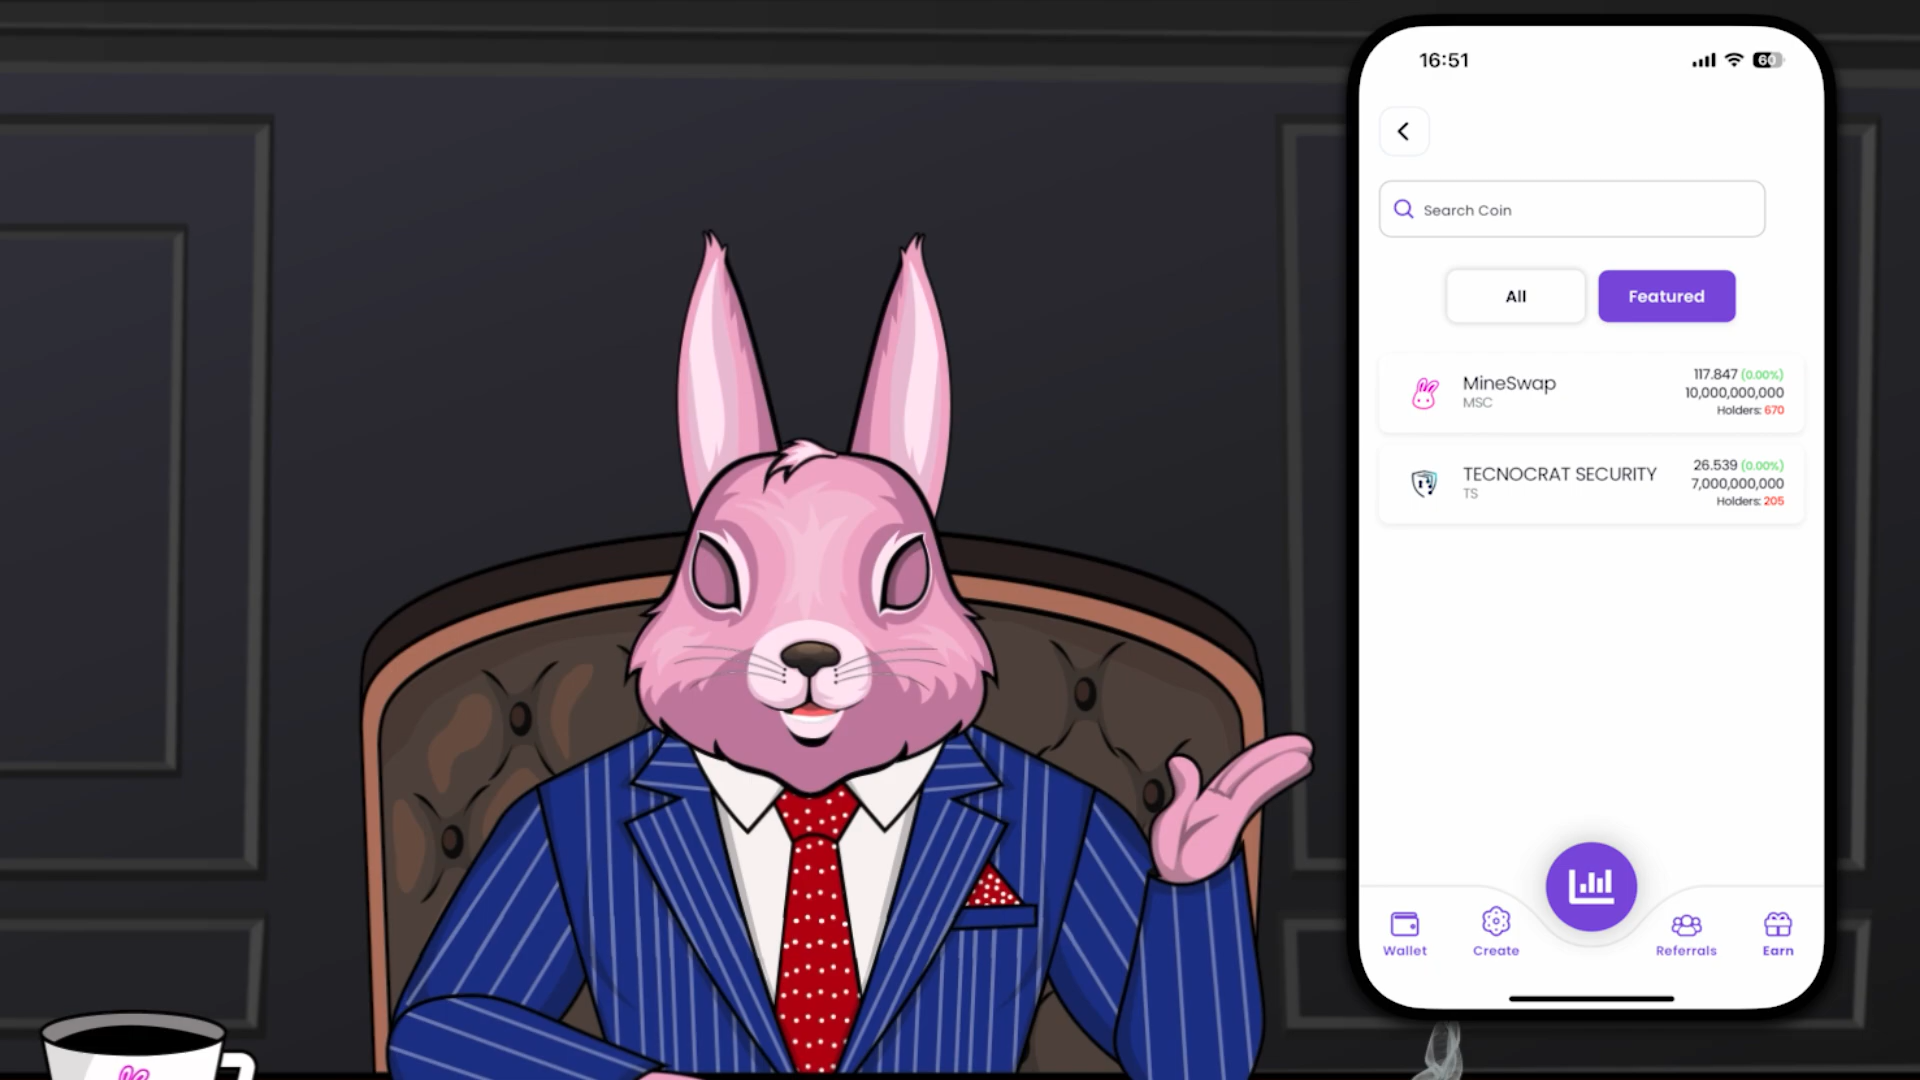 16:51
60
Search Coin
All
Featured
MineSwap
MSC
117.847 (0.00%)
10,000,000,000
Holders: 670
TECNOCRAT SECURITY
TS
26.539 (0.00%)
7,000,000,000
Holders: 205
Wallet
Create
Referrals
Earn